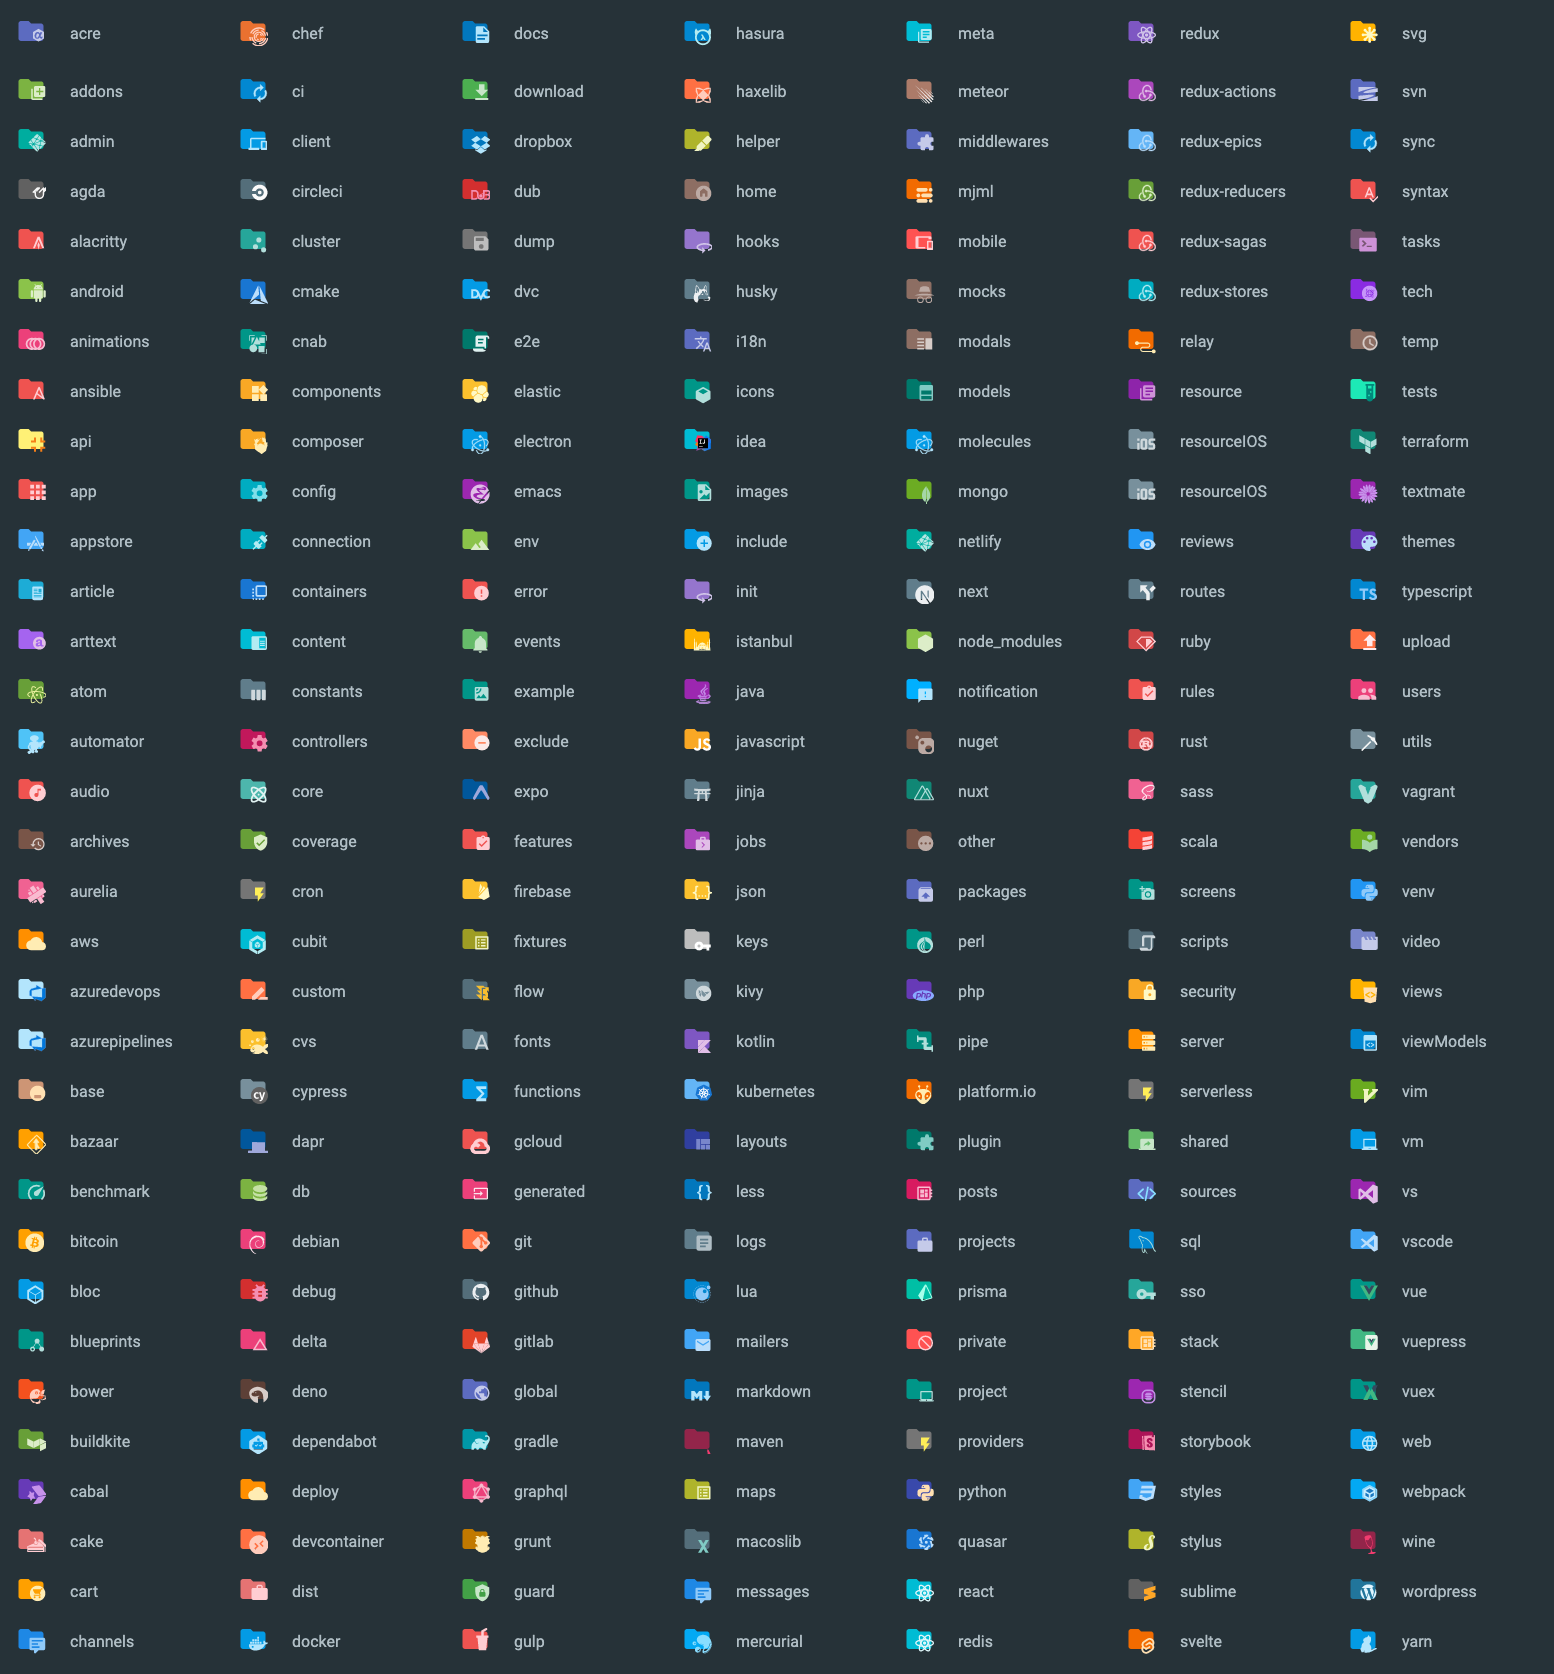 acre chef docs hasura meta redux svg
addons ci download haxelib meteor redux-actions svn
admin client dropbox helper middlewares redux-epics sync
agda circleci dub home mjml redux-reducers syntax
alacritty cluster dump hooks mobile redux-sagas tasks
android cmake dvc husky mocks redux-stores tech
animations cnab e2e i18n modals relay temp
ansible components elastic icons models resource tests
api composer electron idea molecules resourceIOS terraform
app config emacs images mongo resourceIOS textmate
appstore connection env include netlify reviews themes
article containers error init next routes typescript
arttext content events istanbul node_modules ruby upload
atom constants example java notification rules users
automator controllers exclude javascript nuget rust utils
audio core expo jinja nuxt sass vagrant
archives coverage features jobs other scala vendors
aurelia cron firebase json packages screens venv
aws cubit fixtures keys perl scripts video
azuredevops custom flow kivy php security views
azurepipelines cvs fonts kotlin pipe server viewModels
base cypress functions kubernetes platform.io serverless vim
bazaar dapr gcloud layouts plugin shared vm
benchmark db generated less posts sources vs
bitcoin debian git logs projects sql vscode
bloc debug github lua prisma sso vue
blueprints delta gitlab mailers private stack vuepress
bower deno global markdown project stencil vuex
buildkite dependabot gradle maven providers storybook web
cabal deploy graphql maps python styles webpack
cake devcontainer grunt macoslib quasar stylus wine
cart dist guard messages react sublime wordpress
channels docker gulp mercurial redis svelte yarn